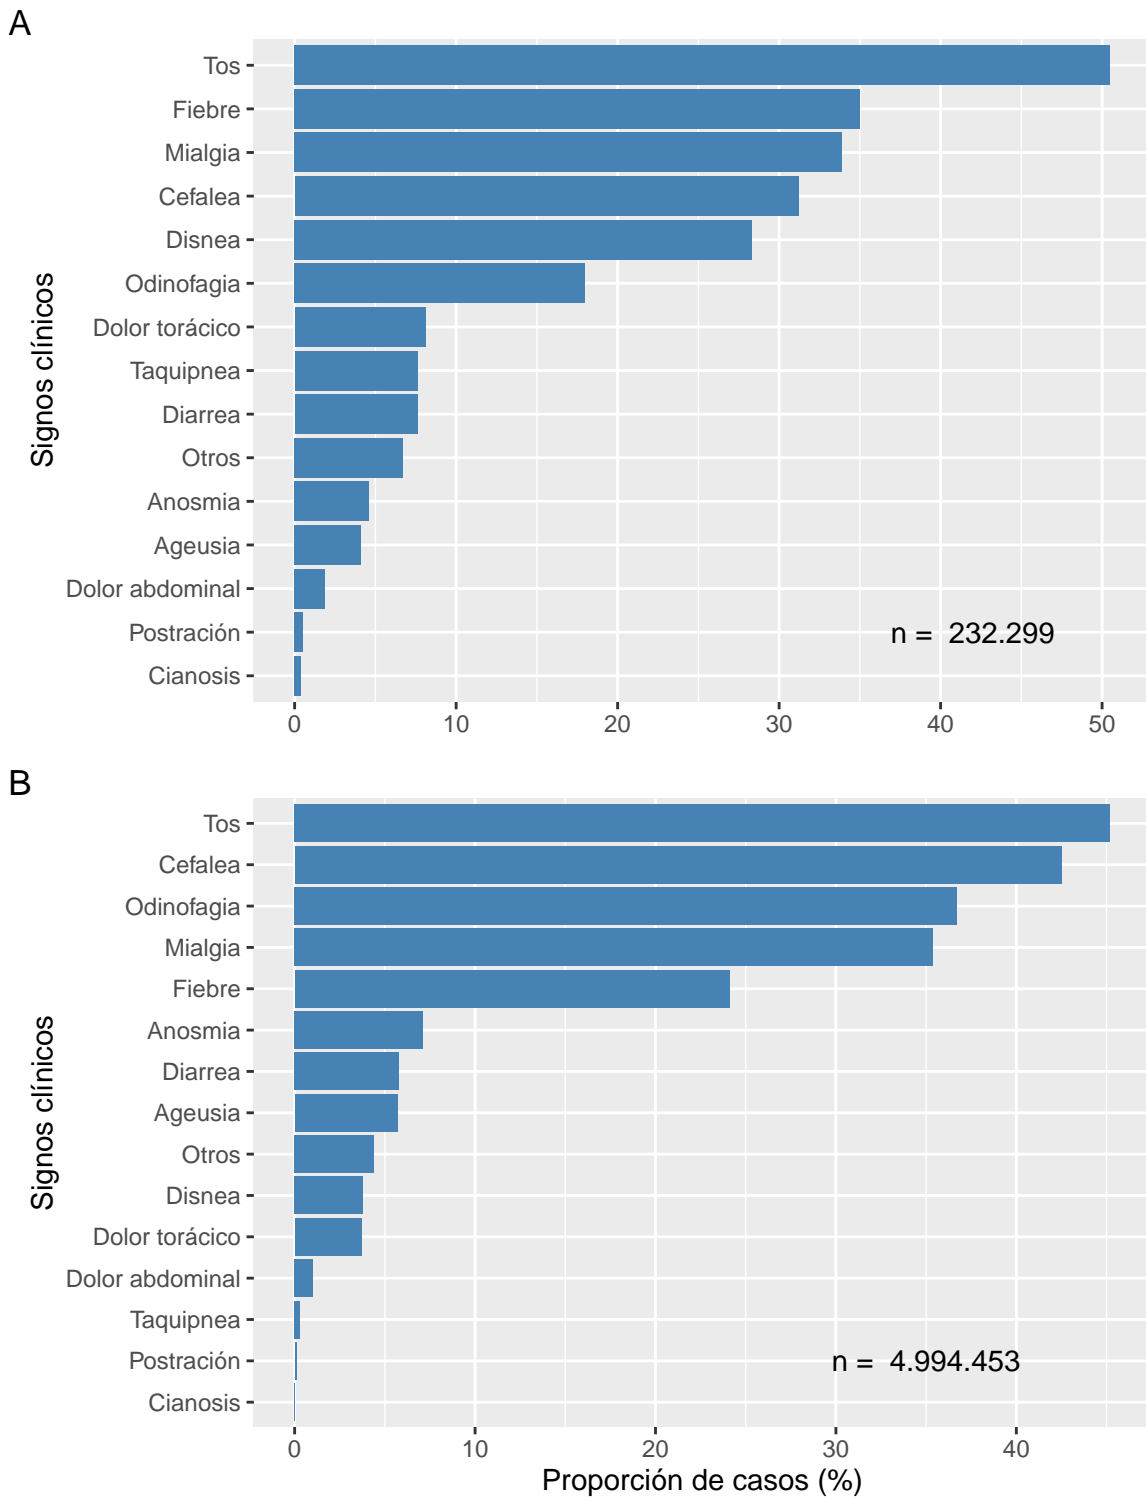 A
Signos clínicos
Tos
Fiebre
Mialgia
Cefalea
Disnea
Odinofagia
Dolor torácico
Taquipnea
Diarrea
Otros
Anosmia
Ageusia
Dolor abdominal
Postración
Cianosis
n =  232.299
0 10 20 30 40 50
B
Signos clínicos
Tos
Cefalea
Odinofagia
Mialgia
Fiebre
Anosmia
Diarrea
Ageusia
Otros
Disnea
Dolor torácico
Dolor abdominal
Taquipnea
Postración
Cianosis
n =  4.994.453
0 10 20 30 40
Proporción de casos (%)